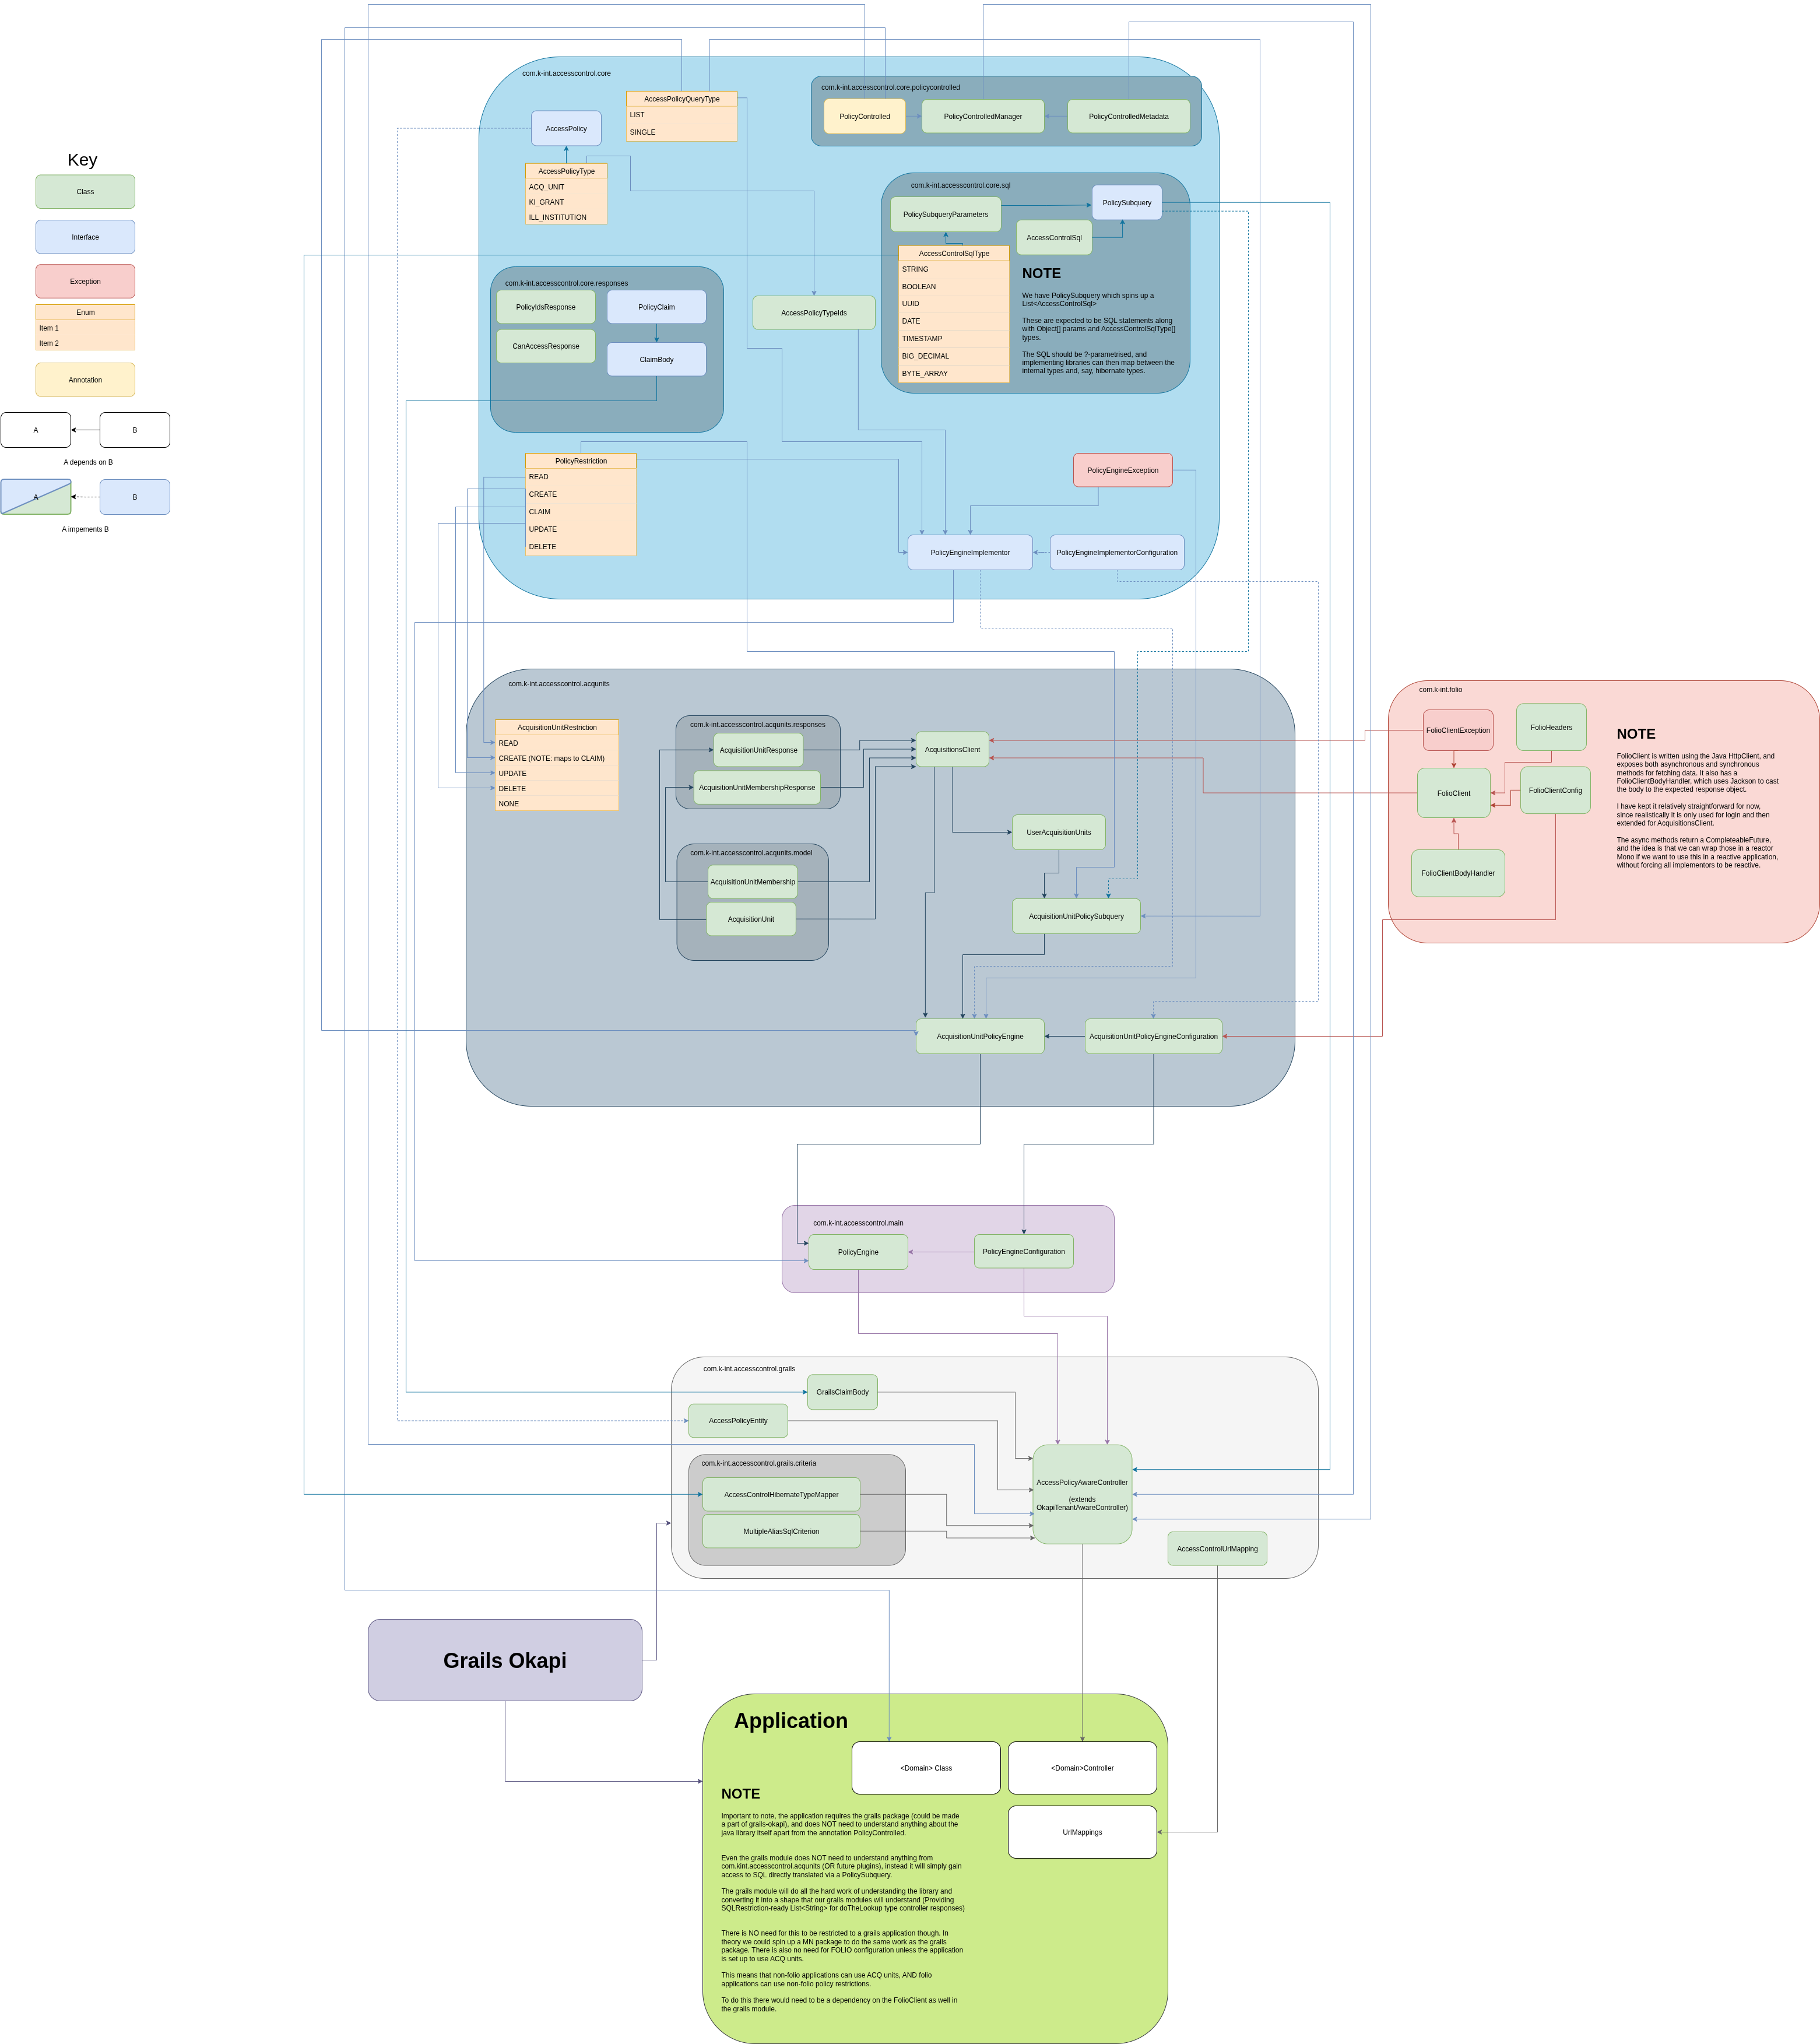 Key
Class
Interface
Exception
Enum
Item 1
Item 2
Annotation
A
B
A depends on B
A
B
A impements B
com.k-int.accesscontrol.core
AccessPolicy
AccessPolicyQueryType
LIST
SINGLE
AccessPolicyType
ACQ_UNIT
KI_GRANT
ILL_INSTITUTION
com.k-int.accesscontrol.core.policycontrolled
PolicyControlled
PolicyControlledManager
PolicyControlledMetadata
com.k-int.accesscontrol.core.sql
PolicySubqueryParameters
PolicySubquery
AccessControlSql
AccessControlSqlType
STRING
BOOLEAN
UUID
DATE
TIMESTAMP
BIG_DECIMAL
BYTE_ARRAY
NOTE
We have PolicySubquery which spins up a
List<AccessControlSql>
These are expected to be SQL statements along
with Object[] params and AccessControlSqlType[]
types.
The SQL should be ?-parametrised, and
implementing libraries can then map between the
internal types and, say, hibernate types.
com.k-int.accesscontrol.core.responses
PolicyIdsResponse
PolicyClaim
CanAccessResponse
ClaimBody
AccessPolicyTypeIds
PolicyRestriction
READ
CREATE
CLAIM
UPDATE
DELETE
PolicyEngineException
PolicyEngineImplementor
PolicyEngineImplementorConfiguration
com.k-int.accesscontrol.acqunits
AcquisitionUnitRestriction
READ
CREATE (NOTE: maps to CLAIM)
UPDATE
DELETE
NONE
com.k-int.accesscontrol.acqunits.responses
AcquisitionUnitResponse
AcquisitionUnitMembershipResponse
com.k-int.accesscontrol.acqunits.model
AcquisitionUnitMembership
AcquisitionUnit
AcquisitionsClient
UserAcquisitionUnits
AcquisitionUnitPolicySubquery
AcquisitionUnitPolicyEngine
AcquisitionUnitPolicyEngineConfiguration
com.k-int.folio
FolioClientException
FolioHeaders
FolioClient
FolioClientConfig
FolioClientBodyHandler
NOTE
FolioClient is written using the Java HttpClient, and
exposes both asynchronous and synchronous
methods for fetching data. It also has a
FolioClientBodyHandler, which uses Jackson to cast
the body to the expected response object.
I have kept it relatively straightforward for now,
since realistically it is only used for login and then
extended for AcquisitionsClient.
The async methods return a CompleteableFuture,
and the idea is that we can wrap those in a reactor
Mono if we want to use this in a reactive application,
without forcing all implementors to be reactive.
com.k-int.accesscontrol.main
PolicyEngine
PolicyEngineConfiguration
com.k-int.accesscontrol.grails
GrailsClaimBody
AccessPolicyEntity
com.k-int.accesscontrol.grails.criteria
AccessControlHibernateTypeMapper
MultipleAliasSqlCriterion
AccessPolicyAwareController
(extends
OkapiTenantAwareController)
AccessControlUrlMapping
Grails Okapi
Application
<Domain> Class
<Domain>Controller
UrlMappings
NOTE
Important to note, the application requires the grails package (could be made
a part of grails-okapi), and does NOT need to understand anything about the
java library itself apart from the annotation PolicyControlled.
Even the grails module does NOT need to understand anything from
com.kint.accesscontrol.acqunits (OR future plugins), instead it will simply gain
access to SQL directly translated via a PolicySubquery.
The grails module will do all the hard work of understanding the library and
converting it into a shape that our grails modules will understand (Providing
SQLRestriction-ready List<String> for doTheLookup type controller responses)
There is NO need for this to be restricted to a grails application though. In
theory we could spin up a MN package to do the same work as the grails
package. There is also no need for FOLIO configuration unless the application
is set up to use ACQ units.
This means that non-folio applications can use ACQ units, AND folio
applications can use non-folio policy restrictions.
To do this there would need to be a dependency on the FolioClient as well in
the grails module.